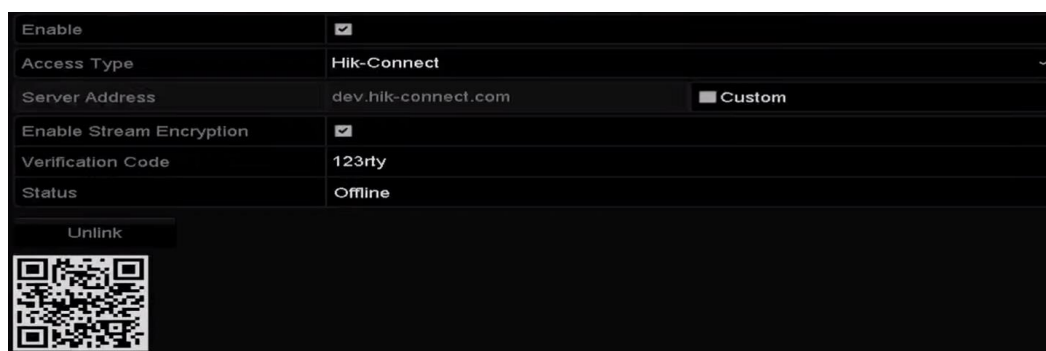 Enable
Access Type Hik-Connect
Server Address dev.hik-connect.com Custom
Enable Stream Encryption
Verification Code 123rty
Status Offline
Unlink